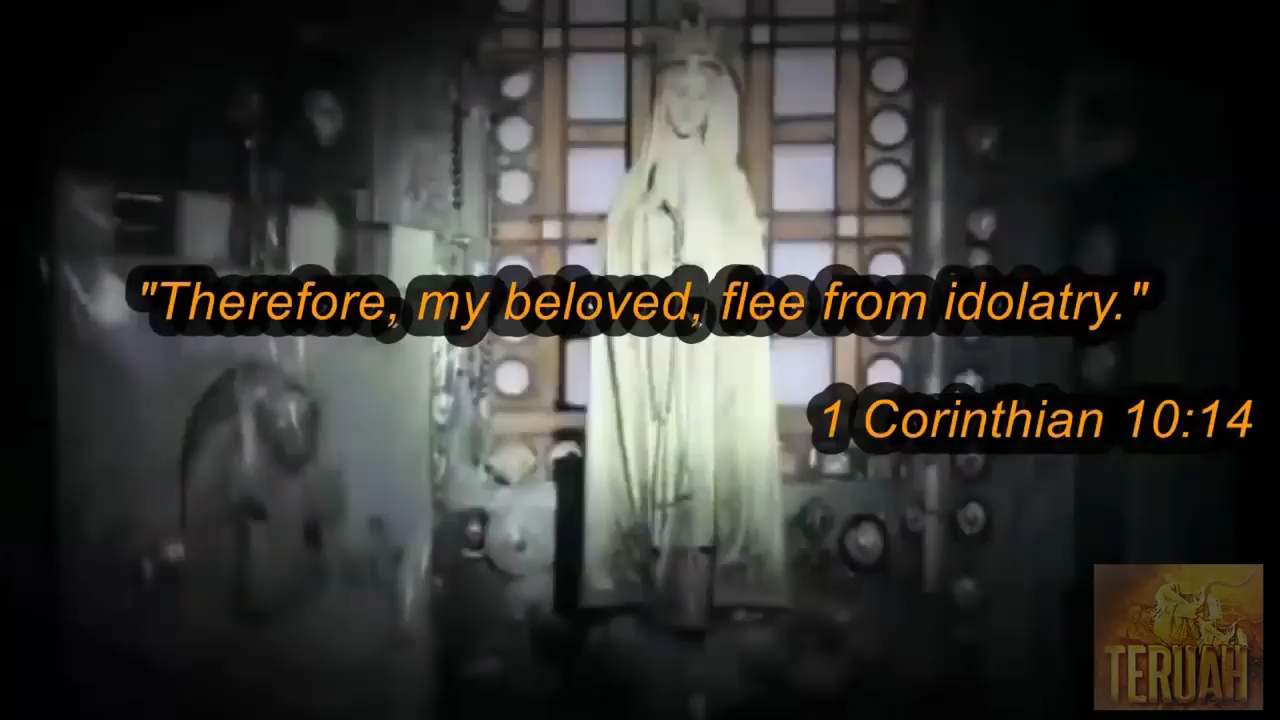 "Therefore, my beloved, flee from idolatry."
1 Corinthian 10:14
TERUAH